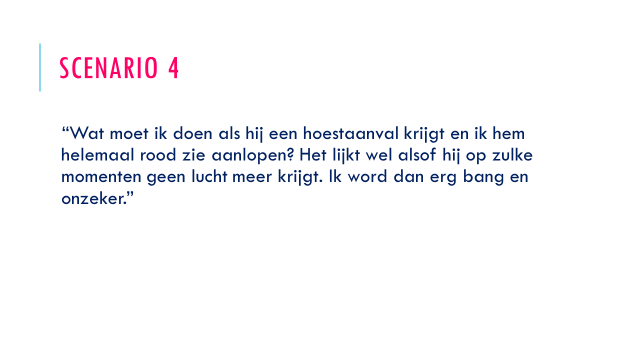 SCENARIO 4
“Wat moet ik doen als hij een hoestaanval krijgt en ik hem
helemaal rood zie aanlopen? Het lijkt wel alsof hij op zulke
momenten geen lucht meer krijgt. Ik word dan erg bang en
onzeker.”